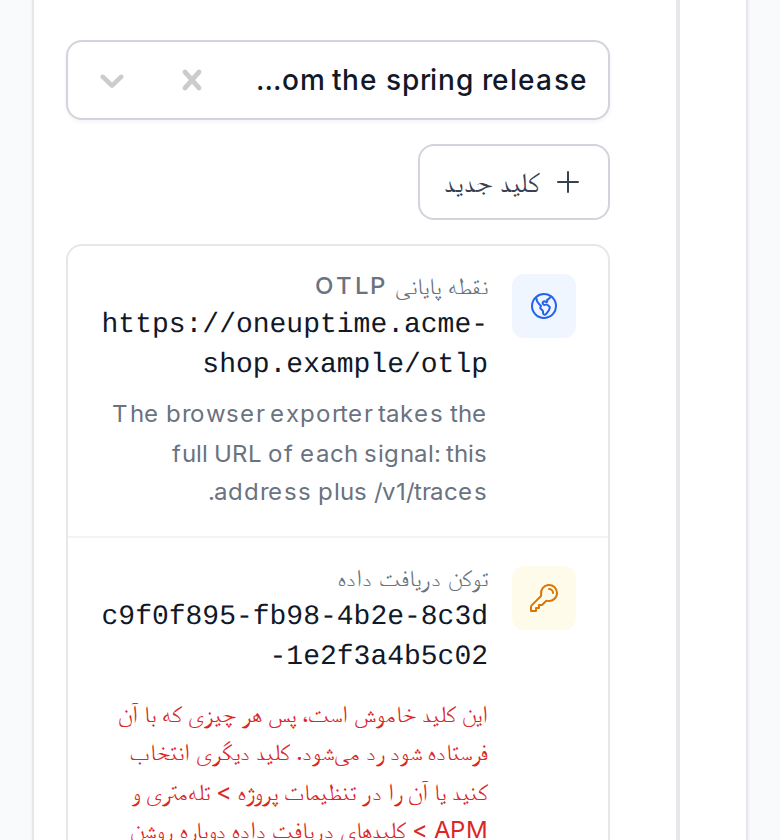 ...om the spring release
کلید جدید
نقطه پایانی OTLP
https://oneuptime.acme-
shop.example/otlp
The browser exporter takes the
full URL of each signal: this
address plus /v1/traces.
توکن دریافت داده
c9f0f895-fb98-4b2e-8c3d
-1e2f3a4b5c02
این کلید خاموش است، پس هر چیزی که با آن
فرستاده شود رد می‌شود. کلید دیگری انتخاب
کنید یا آن را در تنظیمات پروژه > تله‌متری و
APM > کلیدهای دریافت داده دوباره روشن